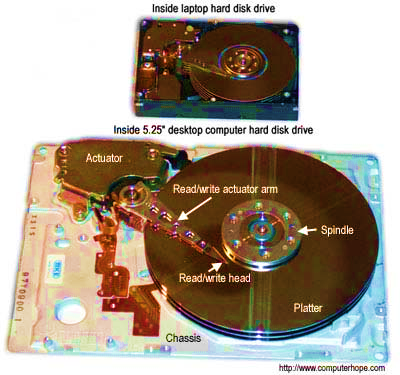 Inside laptop hard disk drive
Inside 5.25" desktop computer hard disk drive
Actuator
Read/write actuator arm
Spindle
Read/write head
Platter
Chassis
http://www.computerhope.com